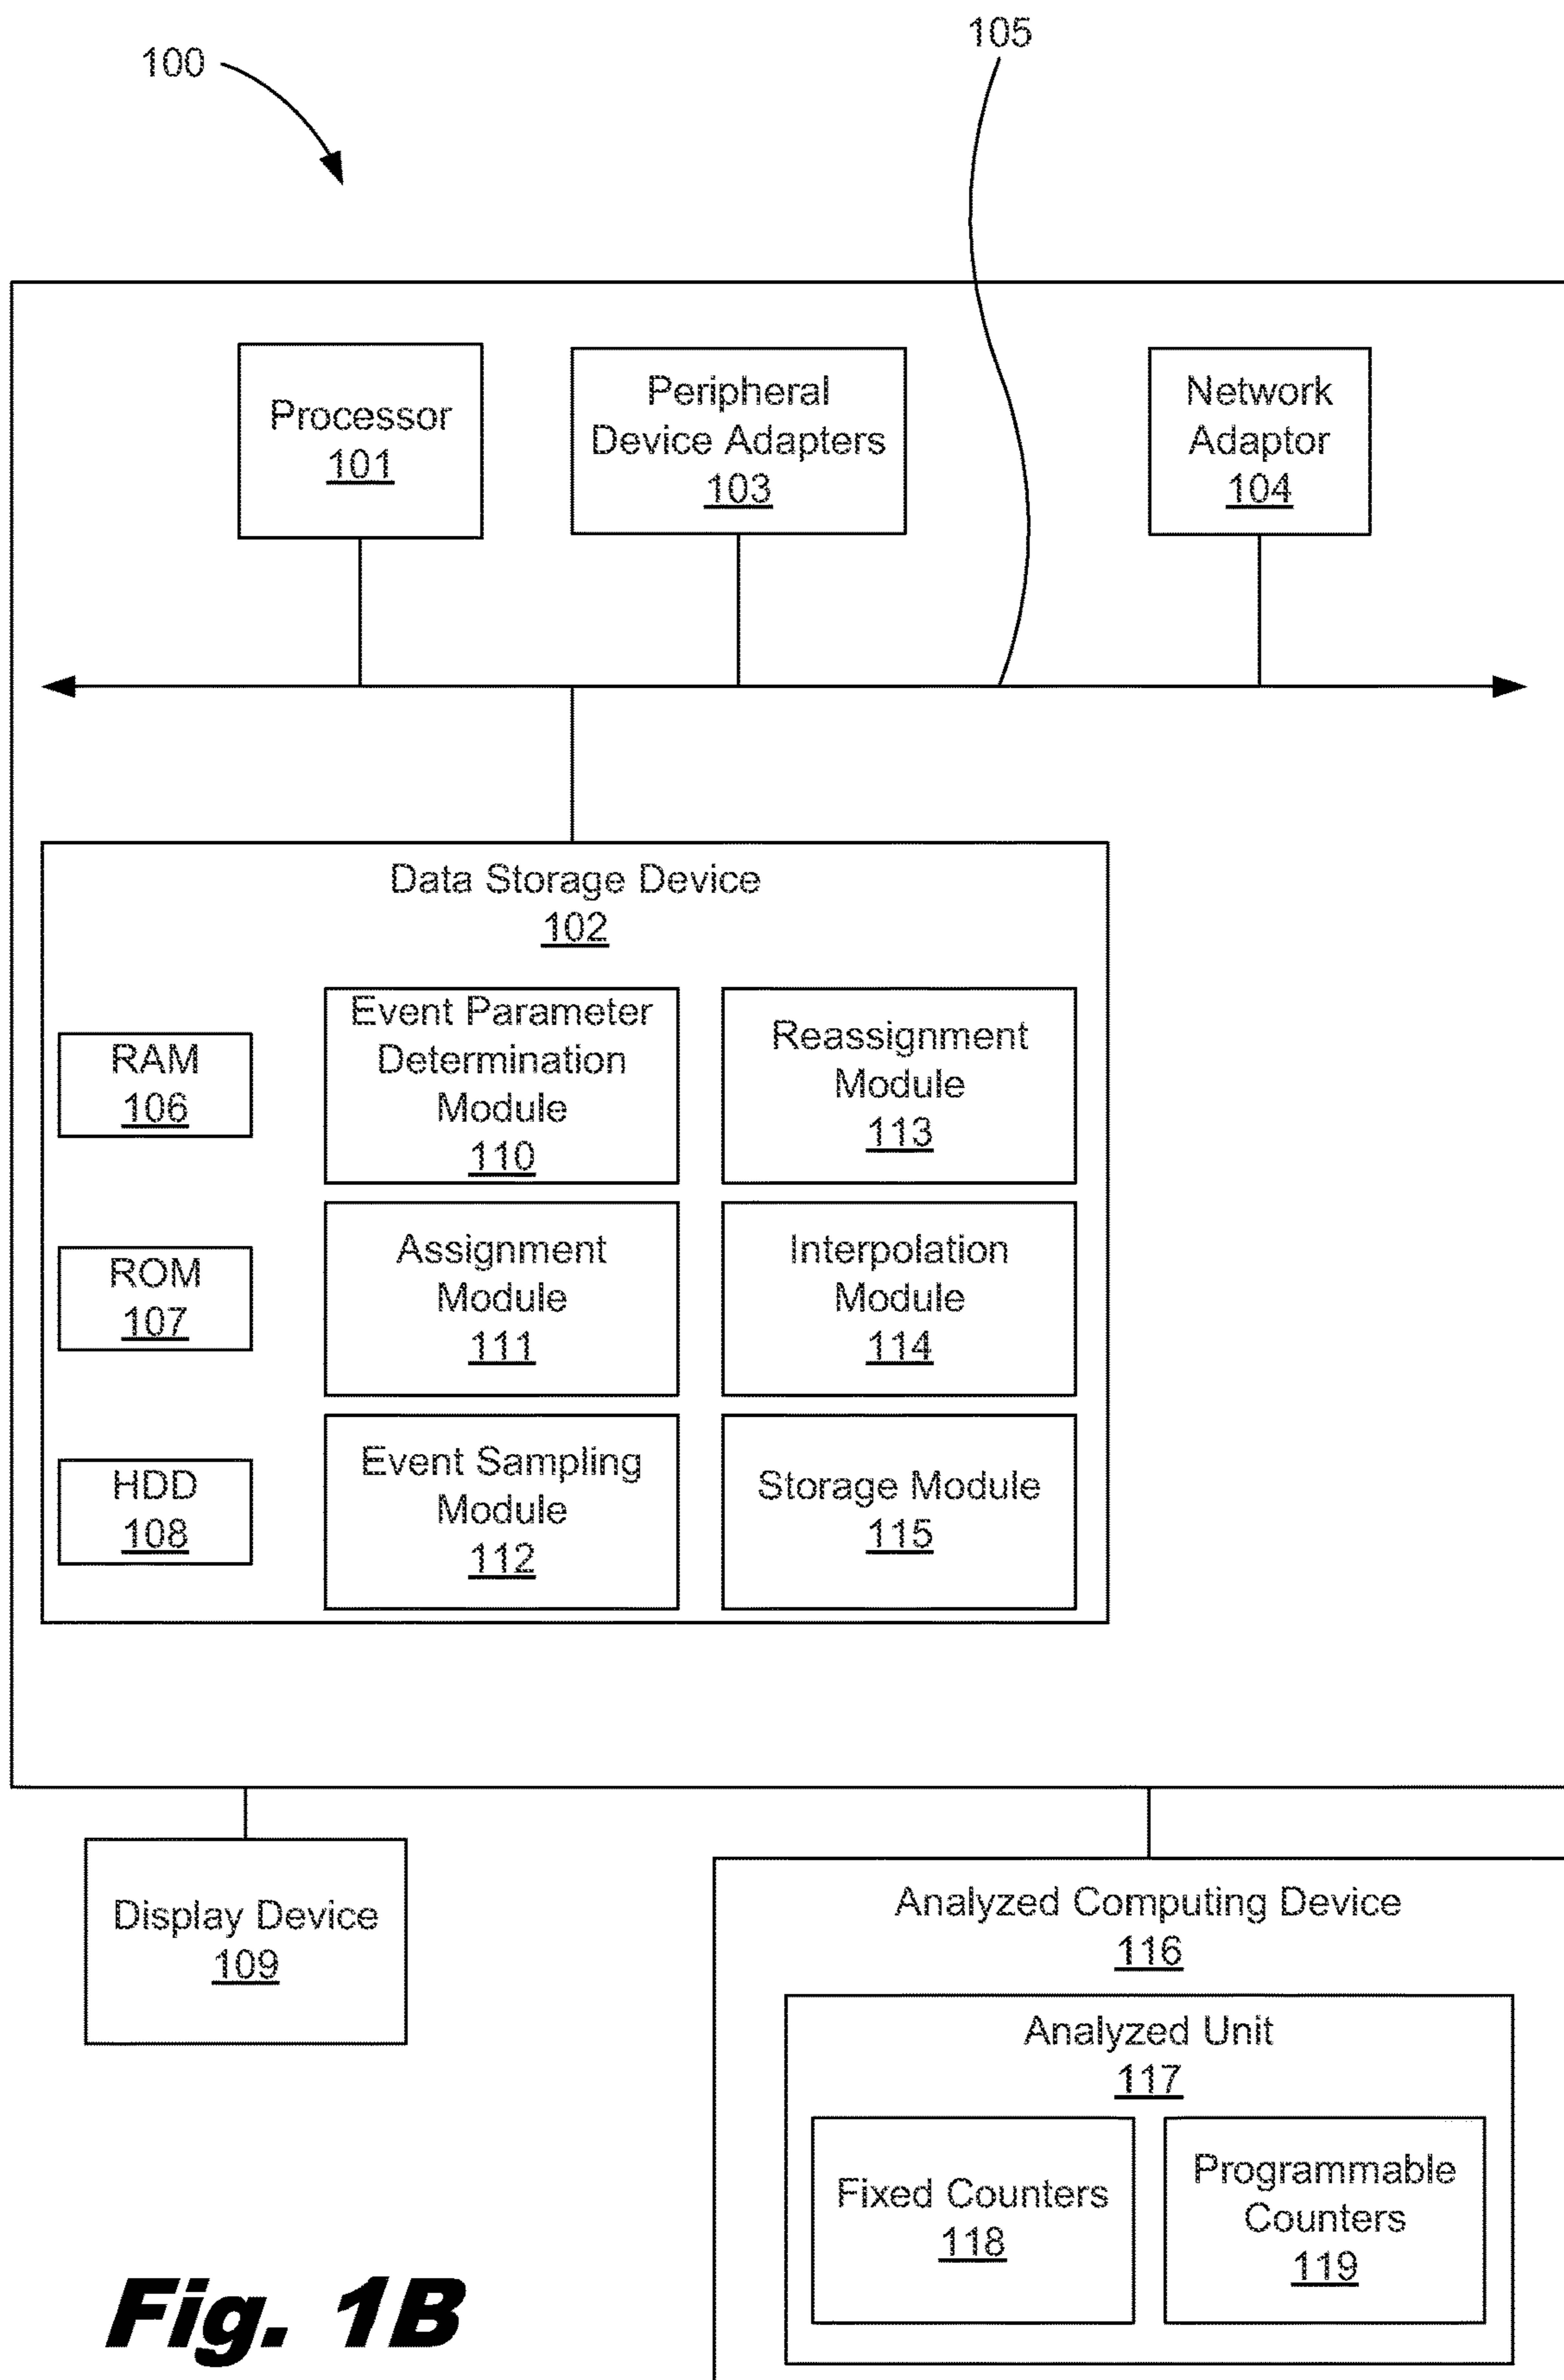 100
105
Processor
101
Peripheral
Device Adapters
103
Network
Adaptor
104
Data Storage Device
102
RAM
106
Event Parameter
Determination
Module
110
Reassignment
Module
113
ROM
107
Assignment
Module
111
Interpolation
Module
114
HDD
108
Event Sampling
Module
112
Storage Module
115
Display Device
109
Analyzed Computing Device
116
Analyzed Unit
117
Fixed Counters
118
Programmable
Counters
119
Fig. 1B